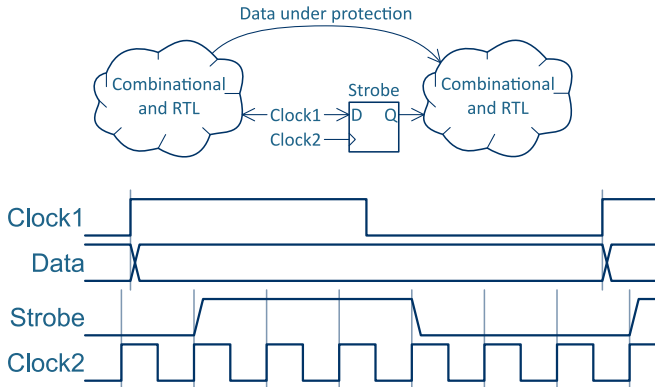 Data under protection
Combinational
and RTL
Strobe
Clock1
D Q
Clock2
Combinational
and RTL
Clock1
Data
Strobe
Clock2